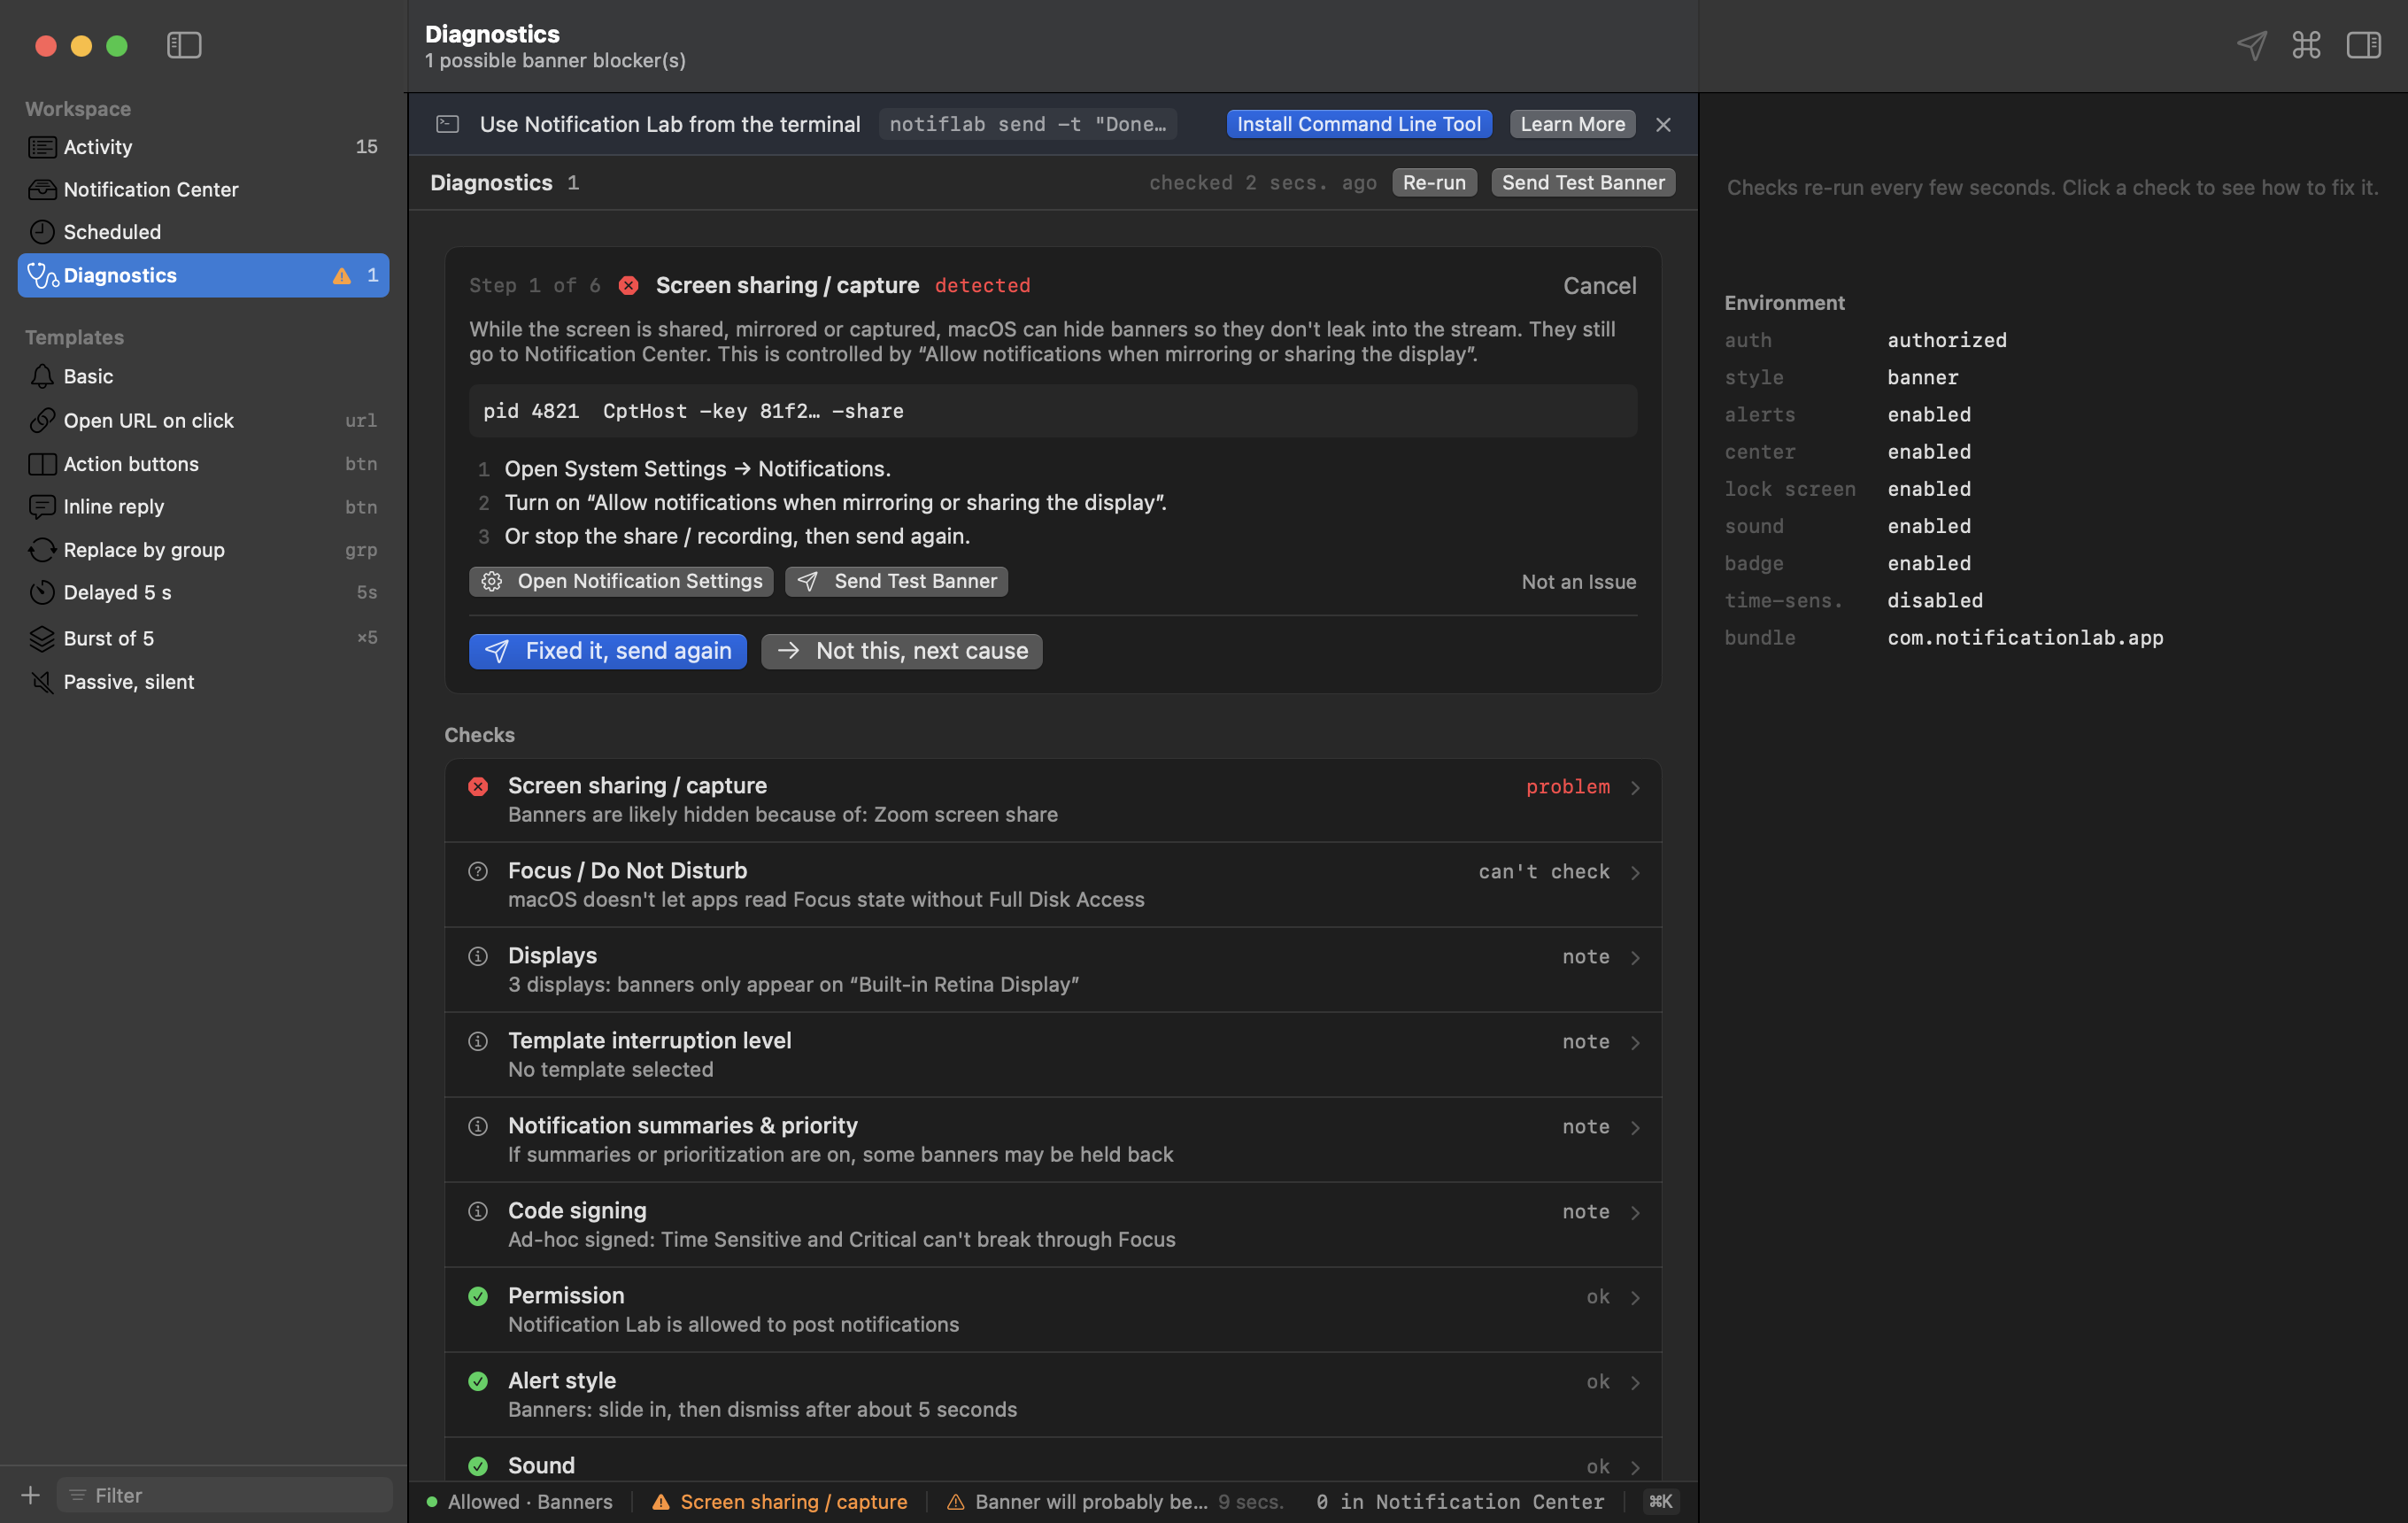 Diagnostics
1 possible banner blocker(s)
Workspace
Activity 15
Notification Center
Scheduled
Diagnostics 1
Templates
Basic
Open URL on click url
Action buttons btn
Inline reply btn
Replace by group grp
Delayed 5 s 5s
Burst of 5 ×5
Passive, silent
Filter
Use Notification Lab from the terminal notiflab send -t "Done… Install Command Line Tool Learn More
Diagnostics 1 checked 2 secs. ago Re-run Send Test Banner
Step 1 of 6 Screen sharing / capture detected Cancel
While the screen is shared, mirrored or captured, macOS can hide banners so they don't leak into the stream. They still
go to Notification Center. This is controlled by “Allow notifications when mirroring or sharing the display”.
pid 4821 CptHost -key 81f2… -share
1 Open System Settings → Notifications.
2 Turn on “Allow notifications when mirroring or sharing the display”.
3 Or stop the share / recording, then send again.
Open Notification Settings Send Test Banner Not an Issue
Fixed it, send again Not this, next cause
Checks
Screen sharing / capture problem
Banners are likely hidden because of: Zoom screen share
Focus / Do Not Disturb can't check
macOS doesn't let apps read Focus state without Full Disk Access
Displays note
3 displays: banners only appear on “Built-in Retina Display”
Template interruption level note
No template selected
Notification summaries & priority note
If summaries or prioritization are on, some banners may be held back
Code signing note
Ad-hoc signed: Time Sensitive and Critical can't break through Focus
Permission ok
Notification Lab is allowed to post notifications
Alert style ok
Banners: slide in, then dismiss after about 5 seconds
Sound ok
Allowed · Banners Screen sharing / capture Banner will probably be… 9 secs. 0 in Notification Center ⌘K
Checks re-run every few seconds. Click a check to see how to fix it.
Environment
auth authorized
style banner
alerts enabled
center enabled
lock screen enabled
sound enabled
badge enabled
time-sens. disabled
bundle com.notificationlab.app